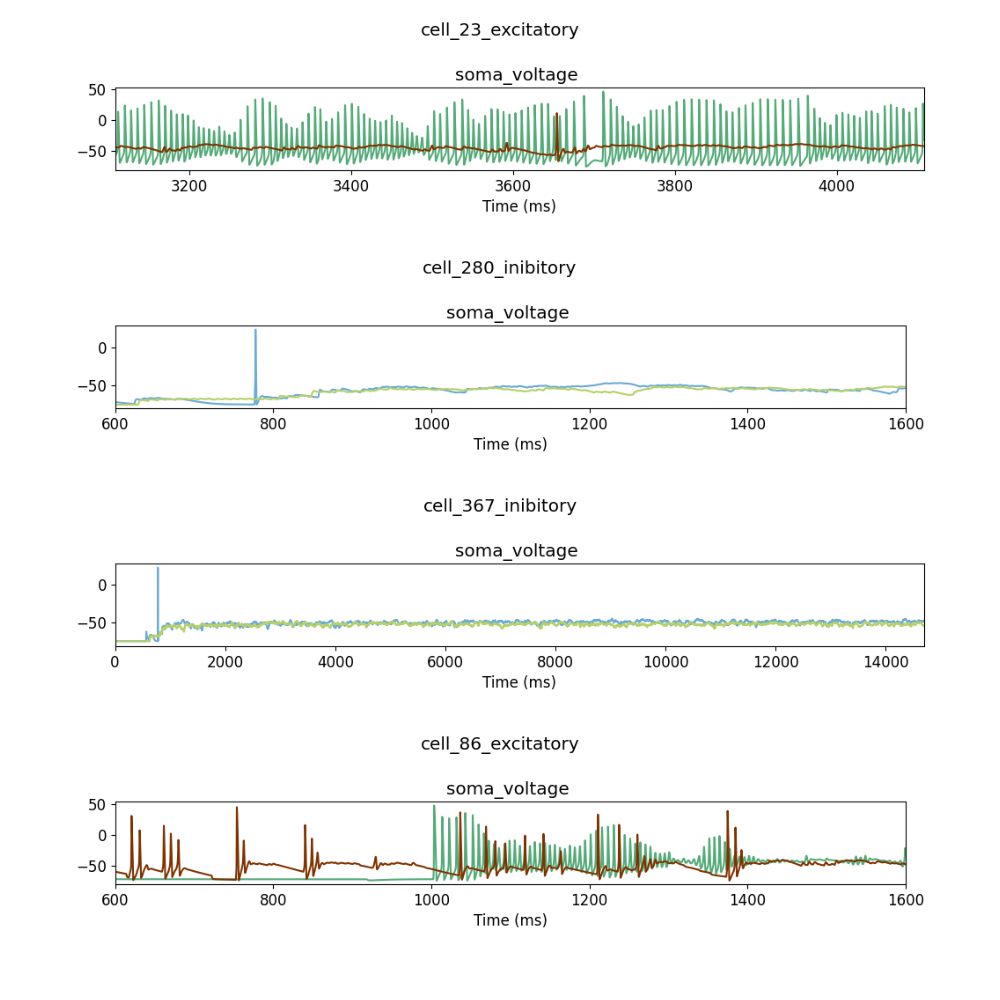 cell_23_excitatory
soma_voltage
50
0
−50
3200 3400 3600 3800 4000
Time (ms)
cell_280_inibitory
soma_voltage
0
−50
600 800 1000 1200 1400 1600
Time (ms)
cell_367_inibitory
soma_voltage
0
−50
0 2000 4000 6000 8000 10000 12000 14000
Time (ms)
cell_86_excitatory
soma_voltage
50
0
−50
600 800 1000 1200 1400 1600
Time (ms)